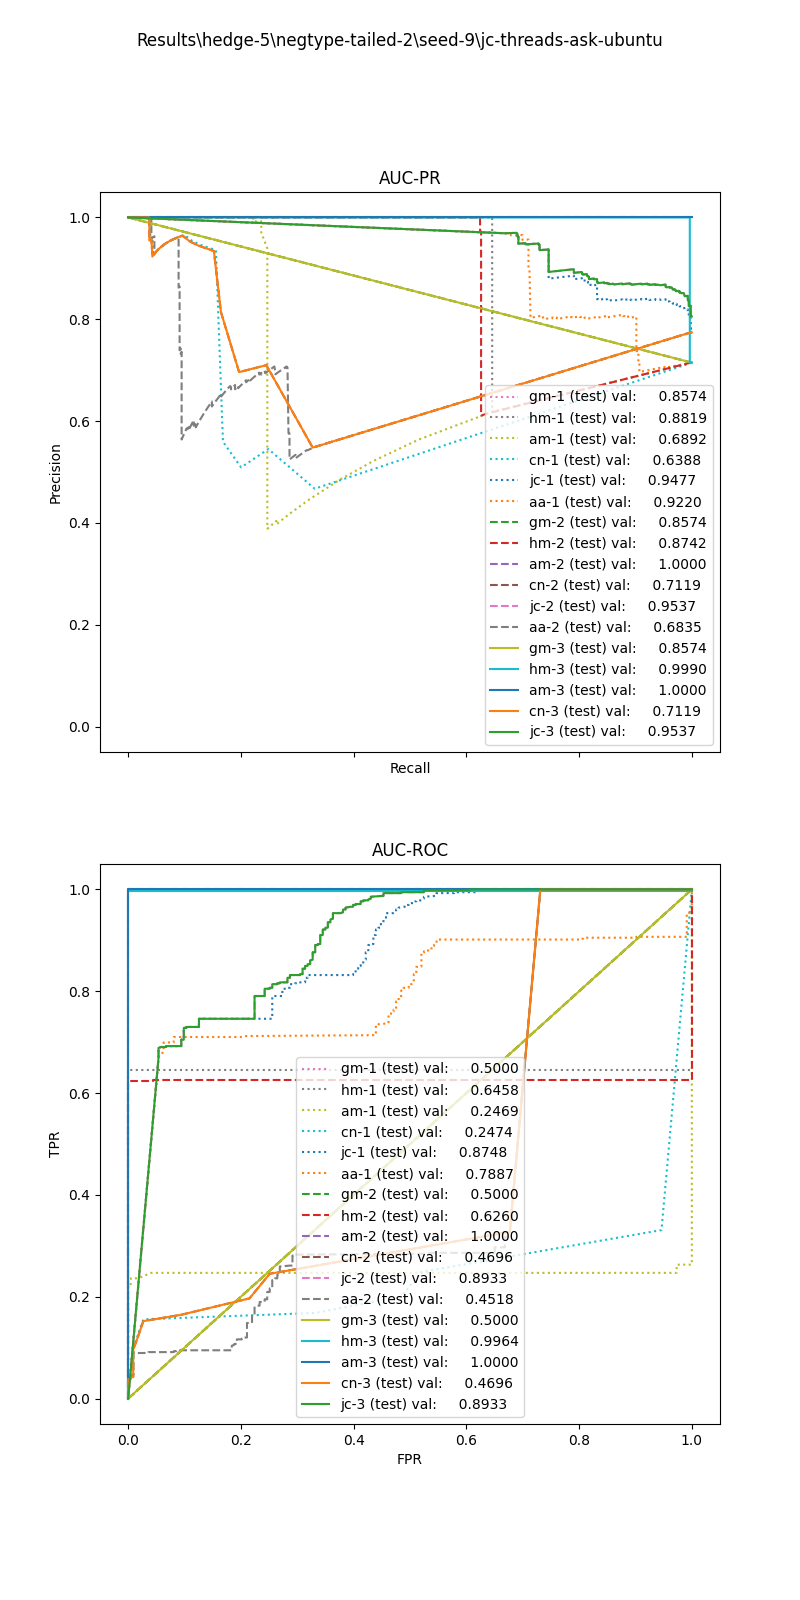 Results\hedge-5\negtype-tailed-2\seed-9\jc-threads-ask-ubuntu
AUC-PR
1.0
0.8
0.6
0.4
0.2
0.0
Precision
Recall
gm-1 (test) val: 0.8574
hm-1 (test) val: 0.8819
am-1 (test) val: 0.6892
cn-1 (test) val: 0.6388
jc-1 (test) val: 0.9477
aa-1 (test) val: 0.9220
gm-2 (test) val: 0.8574
hm-2 (test) val: 0.8742
am-2 (test) val: 1.0000
cn-2 (test) val: 0.7119
jc-2 (test) val: 0.9537
aa-2 (test) val: 0.6835
gm-3 (test) val: 0.8574
hm-3 (test) val: 0.9990
am-3 (test) val: 1.0000
cn-3 (test) val: 0.7119
jc-3 (test) val: 0.9537
AUC-ROC
1.0
0.8
0.6
0.4
0.2
0.0
TPR
gm-1 (test) val: 0.5000
hm-1 (test) val: 0.6458
am-1 (test) val: 0.2469
cn-1 (test) val: 0.2474
jc-1 (test) val: 0.8748
aa-1 (test) val: 0.7887
gm-2 (test) val: 0.5000
hm-2 (test) val: 0.6260
am-2 (test) val: 1.0000
cn-2 (test) val: 0.4696
jc-2 (test) val: 0.8933
aa-2 (test) val: 0.4518
gm-3 (test) val: 0.5000
hm-3 (test) val: 0.9964
am-3 (test) val: 1.0000
cn-3 (test) val: 0.4696
jc-3 (test) val: 0.8933
0.0 0.2 0.4 0.6 0.8 1.0
FPR